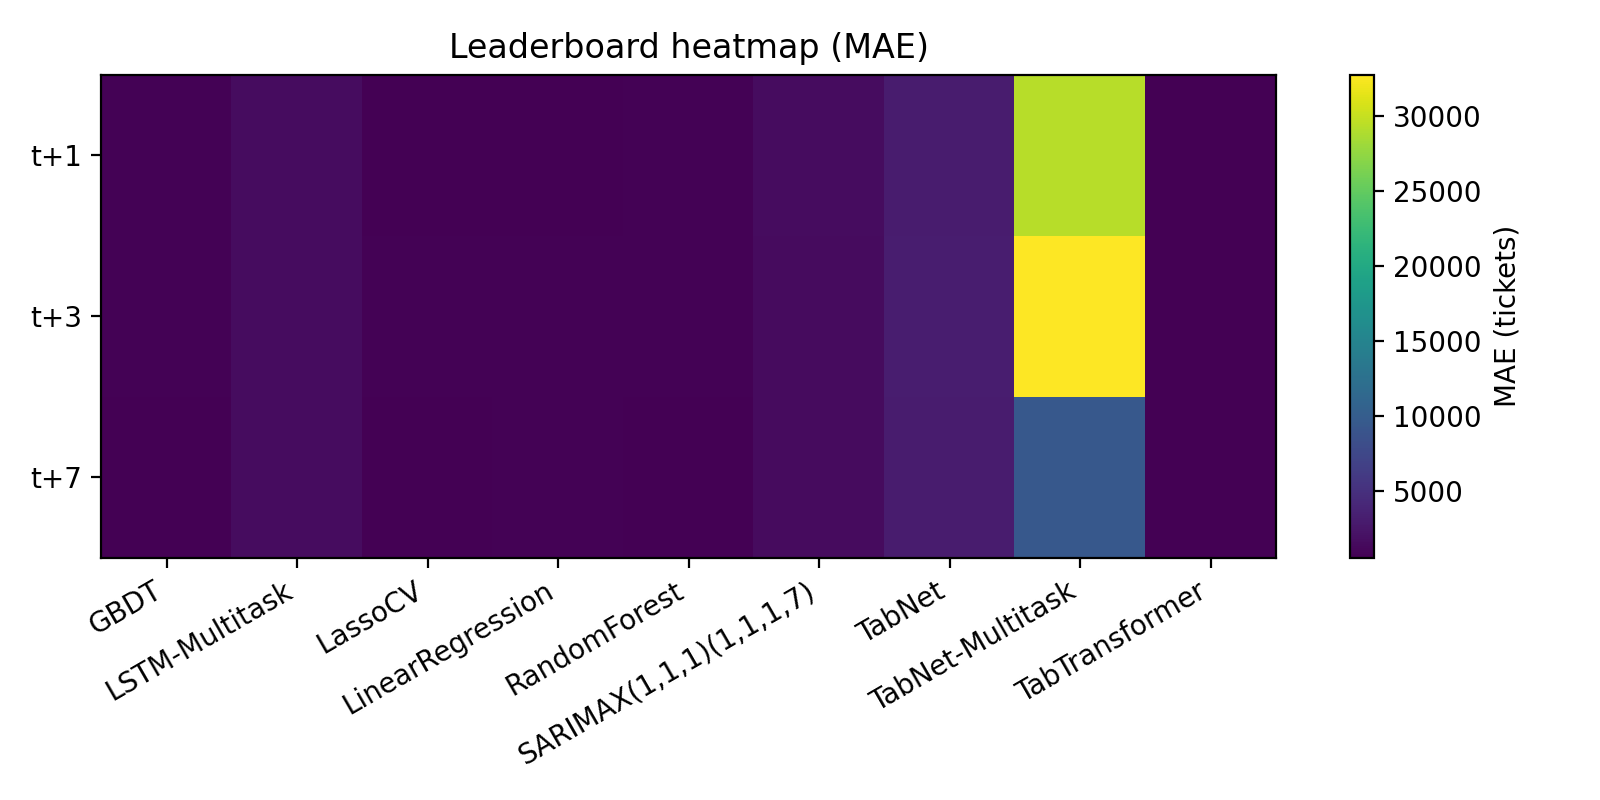 Leaderboard heatmap (MAE)
t+1
t+3
t+7
GBDT
LSTM-Multitask
LassoCV
LinearRegression
RandomForest
SARIMAX(1,1,1)(1,1,1,7)
TabNet
TabNet-Multitask
TabTransformer
30000
25000
20000
15000
10000
5000
MAE (tickets)